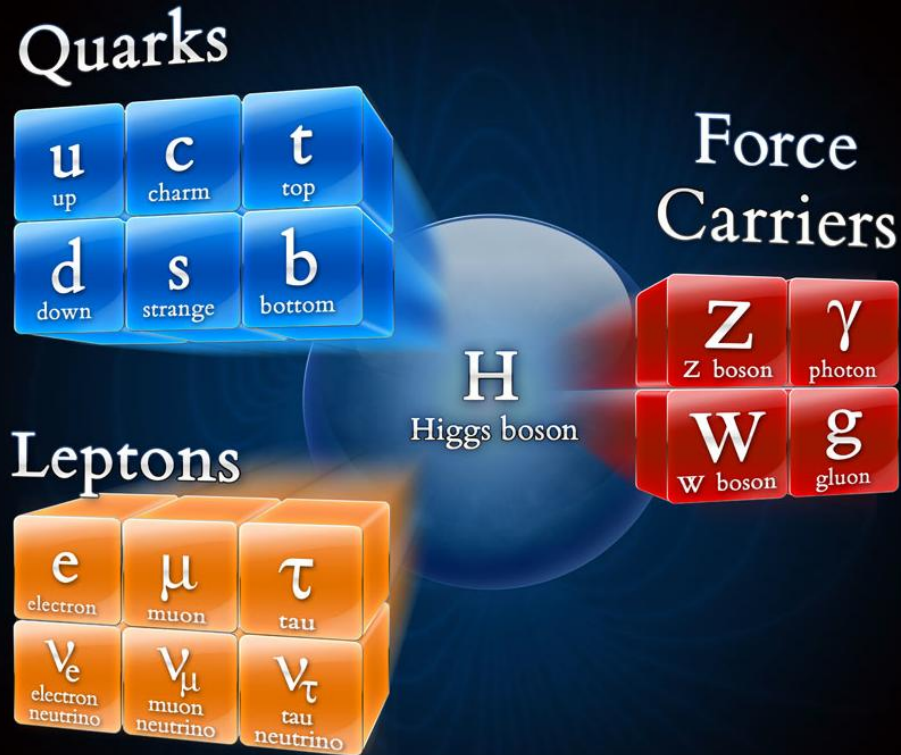 Quarks
u
up
c
charm
t
top
d
down
s
strange
b
bottom
Force
Carriers
Z
Z boson
γ
photon
W
W boson
g
gluon
H
Higgs boson
Leptons
e
electron
μ
muon
τ
tau
νe
electron
neutrino
νμ
muon
neutrino
ντ
tau
neutrino